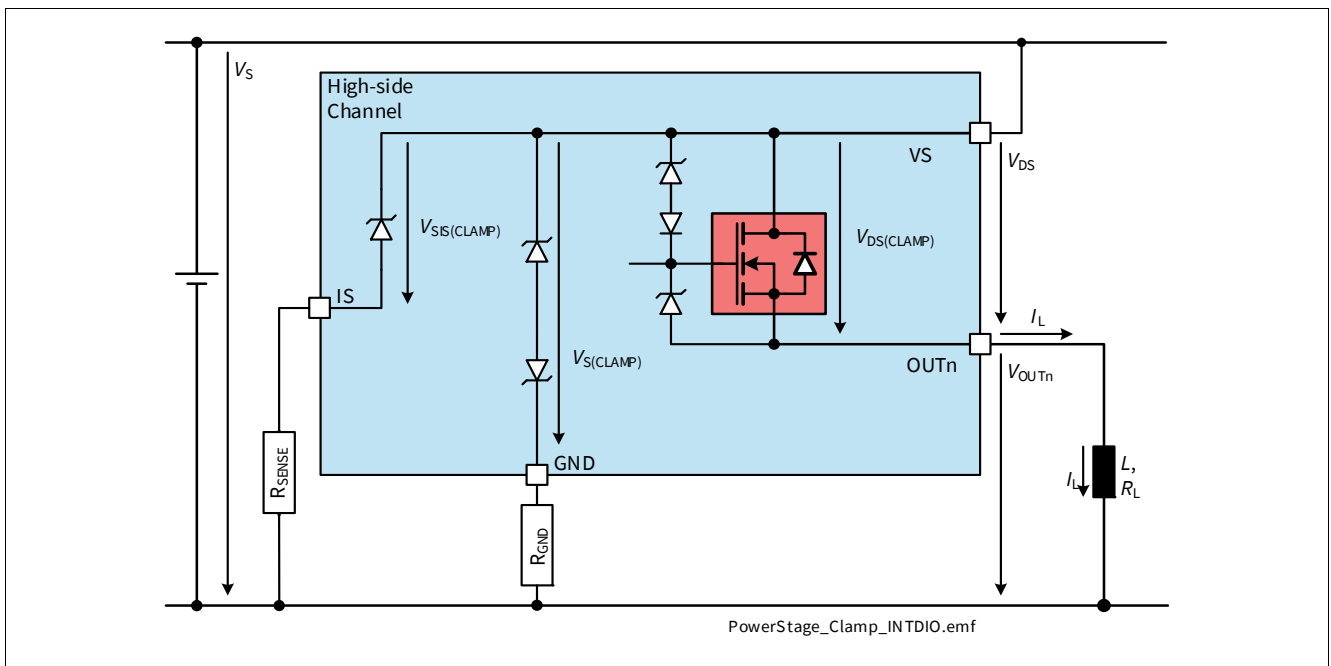 VS
High-side
Channel
VS
VDS
VSIS(CLAMP)
VDS(CLAMP)
IS
IL
VS(CLAMP)
OUTn
VOUTn
GND
RSENSE
IL
L,
RL
RGND
PowerStage_Clamp_INTDIO.emf